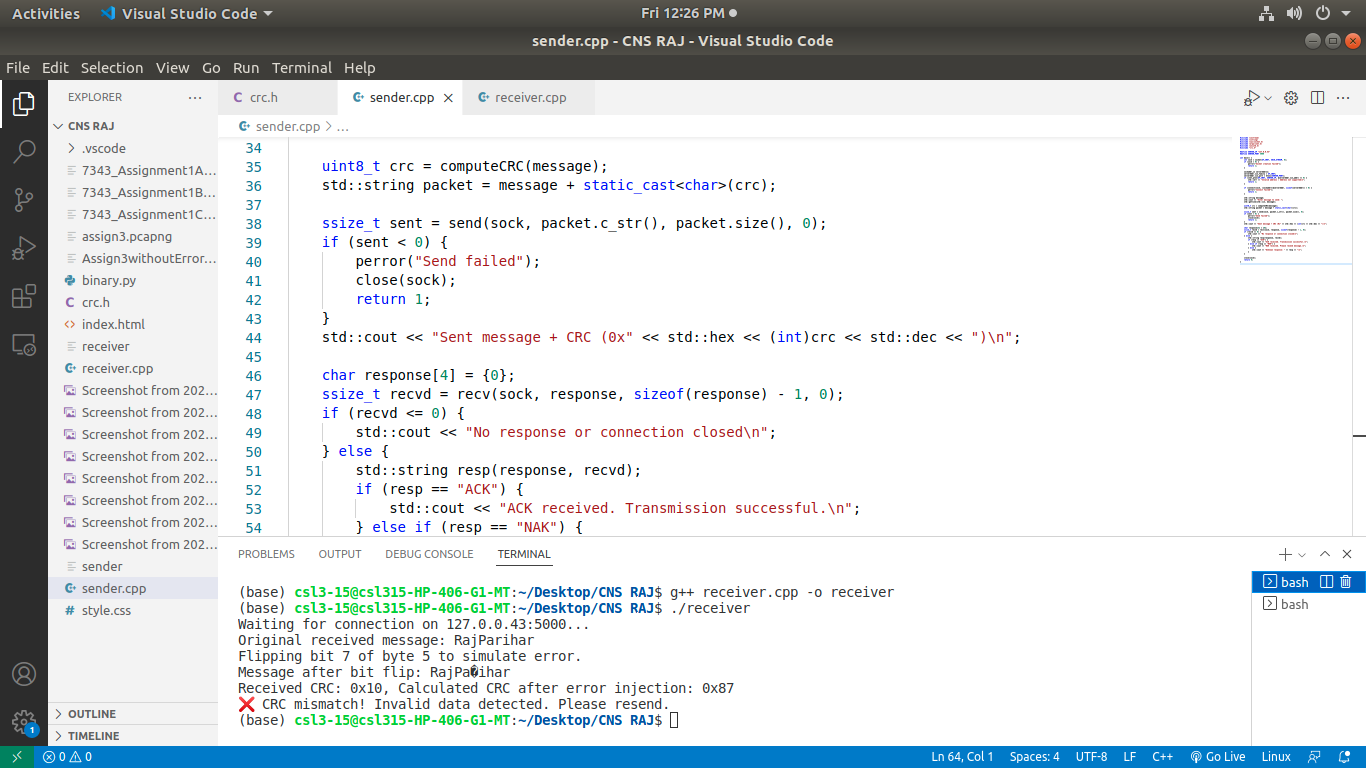 Activities Visual Studio Code Fri 12:26 PM
sender.cpp - CNS RAJ - Visual Studio Code
File Edit Selection View Go Run Terminal Help
EXPLORER
CNS RAJ
.vscode
7343_Assignment1A...
7343_Assignment1B...
7343_Assignment1C...
assign3.pcapng
Assign3withoutError...
binary.py
crc.h
index.html
receiver
receiver.cpp
Screenshot from 202...
Screenshot from 202...
Screenshot from 202...
Screenshot from 202...
Screenshot from 202...
Screenshot from 202...
Screenshot from 202...
Screenshot from 202...
sender
sender.cpp
style.css
OUTLINE
TIMELINE
crc.h sender.cpp receiver.cpp
sender.cpp > ...
34
35 uint8_t crc = computeCRC(message);
36 std::string packet = message + static_cast<char>(crc);
37
38 ssize_t sent = send(sock, packet.c_str(), packet.size(), 0);
39 if (sent < 0) {
40 perror("Send failed");
41 close(sock);
42 return 1;
43 }
44 std::cout << "Sent message + CRC (0x" << std::hex << (int)crc << std::dec << ")\n";
45
46 char response[4] = {0};
47 ssize_t recvd = recv(sock, response, sizeof(response) - 1, 0);
48 if (recvd <= 0) {
49 std::cout << "No response or connection closed\n";
50 } else {
51 std::string resp(response, recvd);
52 if (resp == "ACK") {
53 std::cout << "ACK received. Transmission successful.\n";
54 } else if (resp == "NAK") {
PROBLEMS OUTPUT DEBUG CONSOLE TERMINAL
(base) csl3-15@csl315-HP-406-G1-MT:~/Desktop/CNS RAJ$ g++ receiver.cpp -o receiver
(base) csl3-15@csl315-HP-406-G1-MT:~/Desktop/CNS RAJ$ ./receiver
Waiting for connection on 127.0.0.43:5000...
Original received message: RajParihar
Flipping bit 7 of byte 5 to simulate error.
Message after bit flip: RajPa�ihar
Received CRC: 0x10, Calculated CRC after error injection: 0x87
❌ CRC mismatch! Invalid data detected. Please resend.
(base) csl3-15@csl315-HP-406-G1-MT:~/Desktop/CNS RAJ$
bash
bash
1
0 0 Ln 64, Col 1 Spaces: 4 UTF-8 LF C++ Go Live Linux